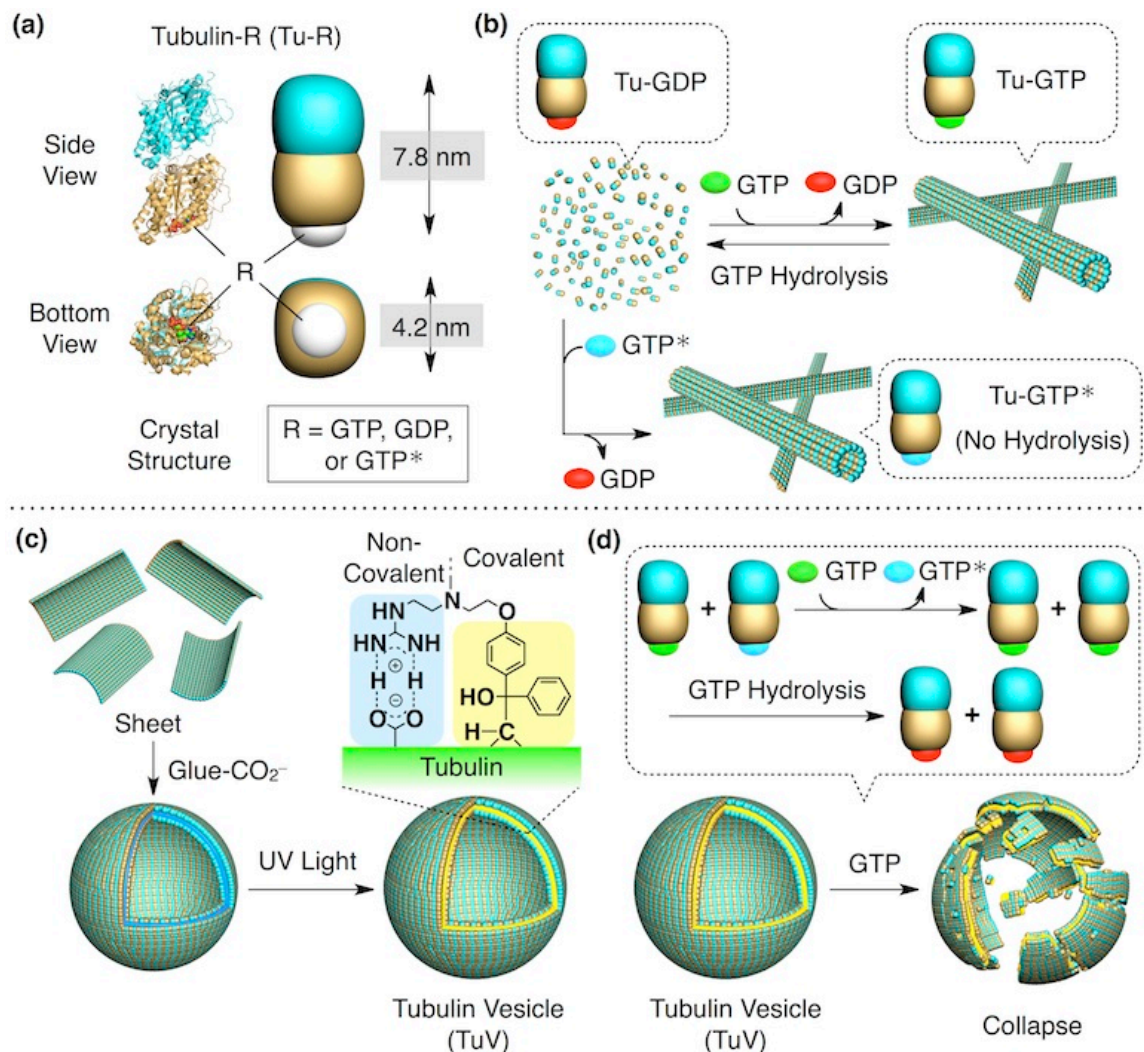 (a)
Tubulin-R (Tu-R)
Side
View
7.8 nm
R
Bottom
View
4.2 nm
Crystal
Structure
R = GTP, GDP,
or GTP*
(b)
Tu-GDP
Tu-GTP
GTP
GDP
GTP Hydrolysis
GTP*
GDP
Tu-GTP*
(No Hydrolysis)
(c)
Sheet
Glue-CO₂⁻
UV Light
Non-
Covalent
Covalent
N
HN
O
HN
NH
+
H
H
−
O
O
HO
H
C
Tubulin
Tubulin Vesicle
(TuV)
(d)
GTP
GTP*
+
+
GTP Hydrolysis
+
GTP
Tubulin Vesicle
(TuV)
Collapse